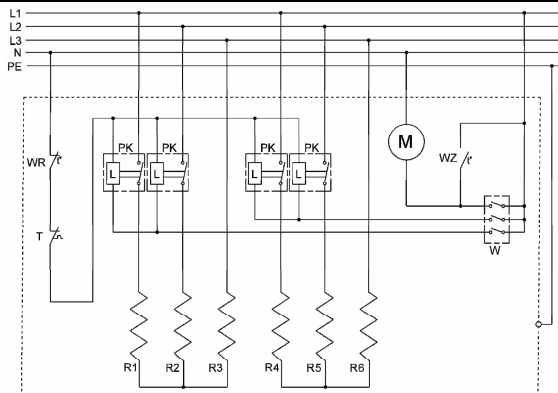 L1
L2
L3
N
PE
PK PK PK PK
M
WR
WZ
L L L L
T
W
R1 R2 R3 R4 R5 R6